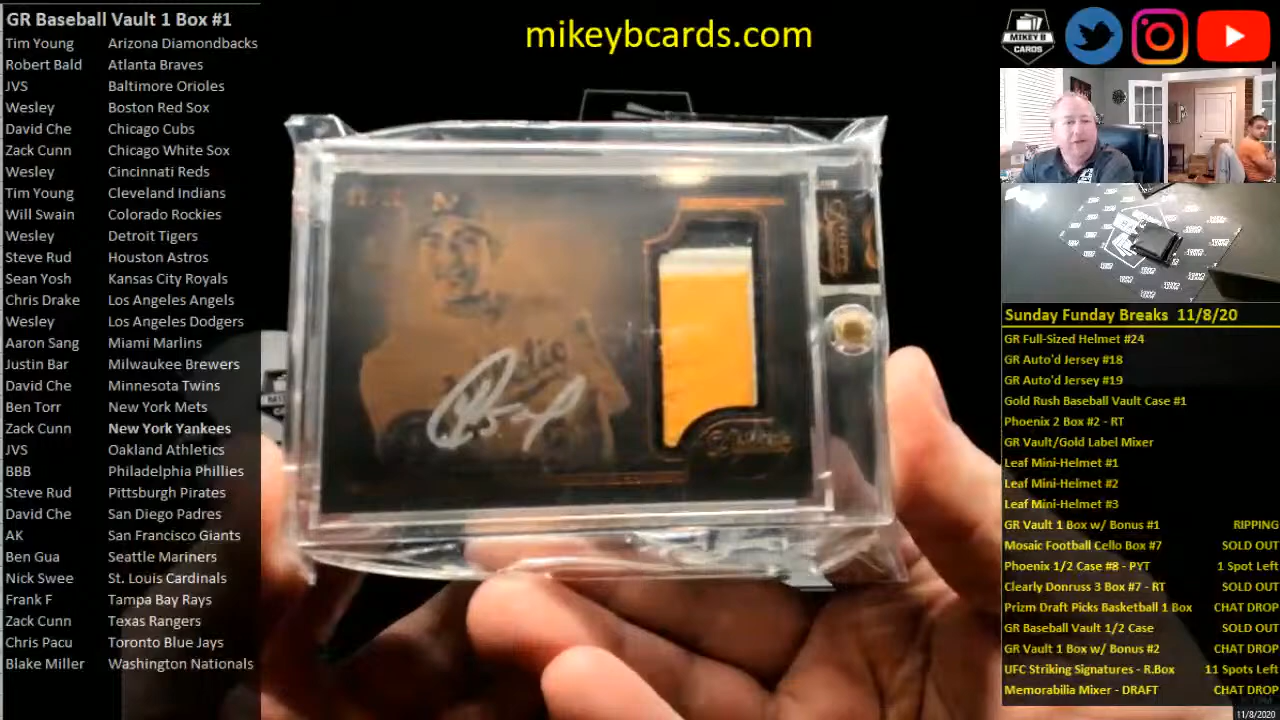 GR Baseball Vault 1 Box #1
Tim Young Arizona Diamondbacks
Robert Bald Atlanta Braves
JVS Baltimore Orioles
Wesley Boston Red Sox
David Che Chicago Cubs
Zack Cunn Chicago White Sox
Wesley Cincinnati Reds
Tim Young Cleveland Indians
Will Swain Colorado Rockies
Wesley Detroit Tigers
Steve Rud Houston Astros
Sean Yosh Kansas City Royals
Chris Drake Los Angeles Angels
Wesley Los Angeles Dodgers
Aaron Sang Miami Marlins
Justin Bar Milwaukee Brewers
David Che Minnesota Twins
Ben Torr New York Mets
Zack Cunn New York Yankees
JVS Oakland Athletics
BBB Philadelphia Phillies
Steve Rud Pittsburgh Pirates
David Che San Diego Padres
AK San Francisco Giants
Ben Gua Seattle Mariners
Nick Swee St. Louis Cardinals
Frank F Tampa Bay Rays
Zack Cunn Texas Rangers
Chris Pacu Toronto Blue Jays
Blake Miller Washington Nationals
mikeybcards.com
MIKEY B
CARDS
Sunday Funday Breaks 11/8/20
GR Full-Sized Helmet #24
GR Auto'd Jersey #18
GR Auto'd Jersey #19
Gold Rush Baseball Vault Case #1
Phoenix 2 Box #2 - RT
GR Vault/Gold Label Mixer
Leaf Mini-Helmet #1
Leaf Mini-Helmet #2
Leaf Mini-Helmet #3
GR Vault 1 Box w/ Bonus #1 RIPPING
Mosaic Football Cello Box #7 SOLD OUT
Phoenix 1/2 Case #8 - PYT 1 Spot Left
Clearly Donruss 3 Box #7 - RT SOLD OUT
Prizm Draft Picks Basketball 1 Box CHAT DROP
GR Baseball Vault 1/2 Case SOLD OUT
GR Vault 1 Box w/ Bonus #2 CHAT DROP
UFC Striking Signatures - R.Box 11 Spots Left
Memorabilia Mixer - DRAFT CHAT DROP
11/8/2020